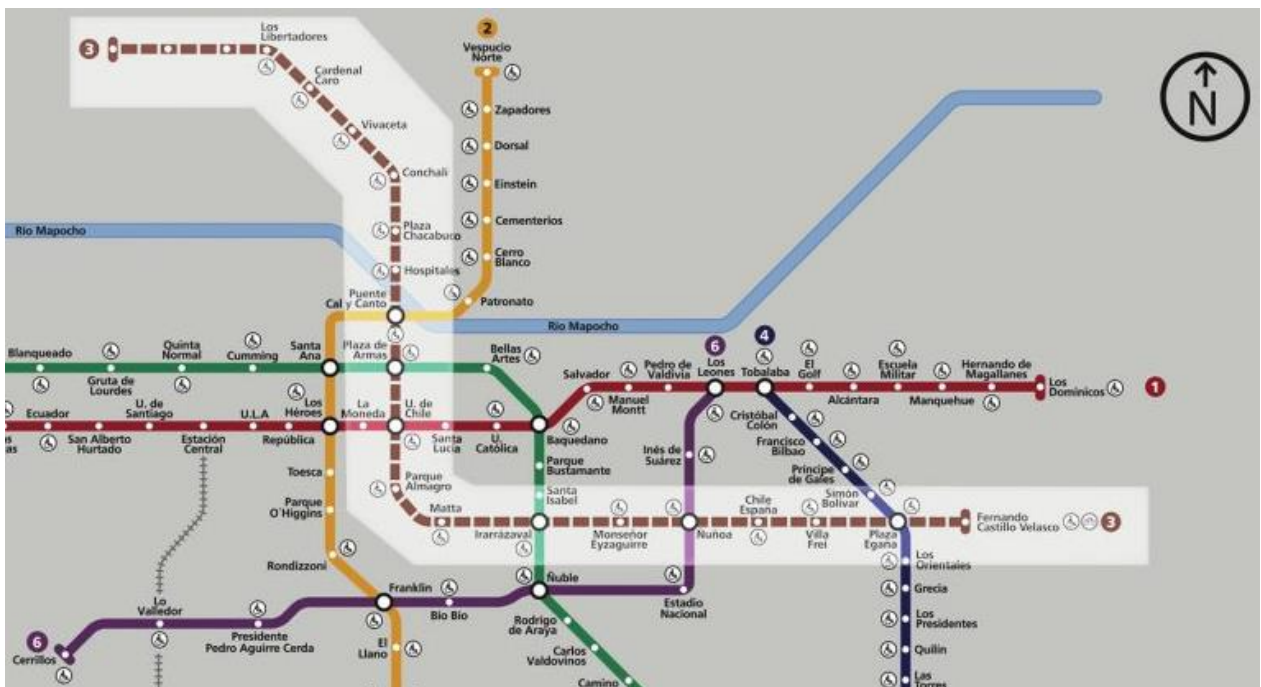 Los
Libertadores
3
Cardenal
Caro
Vivaceta
Conchalí
Plaza
Chacabuco
Hospitales
2
Vespucio
Norte
Zapadores
Dorsal
Einstein
Cementerios
Cerro
Blanco
Patronato
N
Río Mapocho
Río Mapocho
Puente
Cal y Canto
Blanqueado
Gruta de
Lourdes
Quinta
Normal
Cumming
Santa
Ana
Plaza de
Armas
Bellas
Artes
Ecuador
San Alberto
Hurtado
U. de
Santiago
Estación
Central
U.L.A
República
Los
Héroes
La
Moneda
U. de
Chile
Santa
Lucía
U.
Católica
Baquedano
Salvador
Manuel
Montt
Pedro de
Valdivia
6
Los
Leones
4
Tobalaba
El
Golf
Alcántara
Escuela
Militar
Manquehue
Hernando de
Magallanes
Los
Dominicos
1
Cristóbal
Colón
Francisco
Bilbao
Príncipe
de Gales
Simón
Bolívar
Inés de
Suárez
Parque
Bustamante
Santa
Isabel
Toesca
Parque
O'Higgins
Rondizzoni
Parque
Almagro
Matta
Irarrázaval
Monseñor
Eyzaguirre
Ñuñoa
Chile
España
Villa
Frei
Plaza
Egaña
Fernando
Castillo Velasco
3
Los
Orientales
Grecia
Los
Presidentes
Quilín
Las
Torres
6
Cerrillos
Lo
Valledor
Presidente
Pedro Aguirre Cerda
Franklin
Bio Bio
Ñuble
Estadio
Nacional
El
Llano
Rodrigo
de Araya
Carlos
Valdovinos
Camino